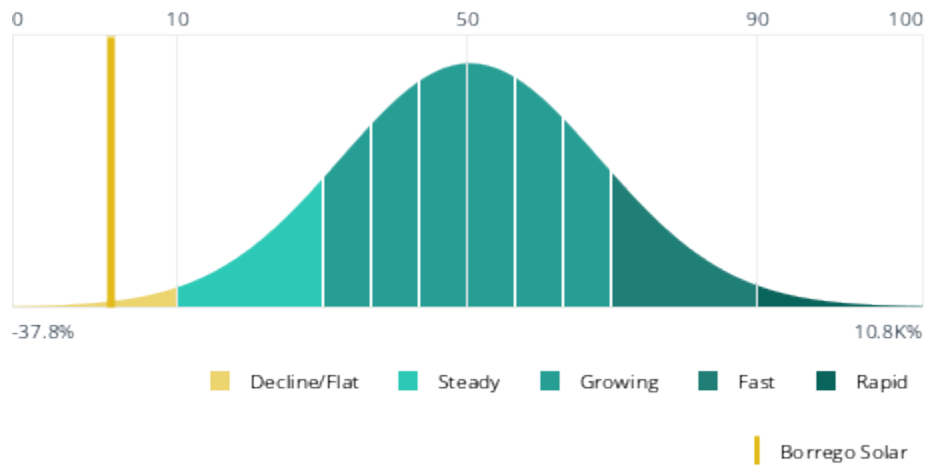 0 10 50 90 100
-37.8% 10.8K%
Decline/Flat Steady Growing Fast Rapid
Borrego Solar